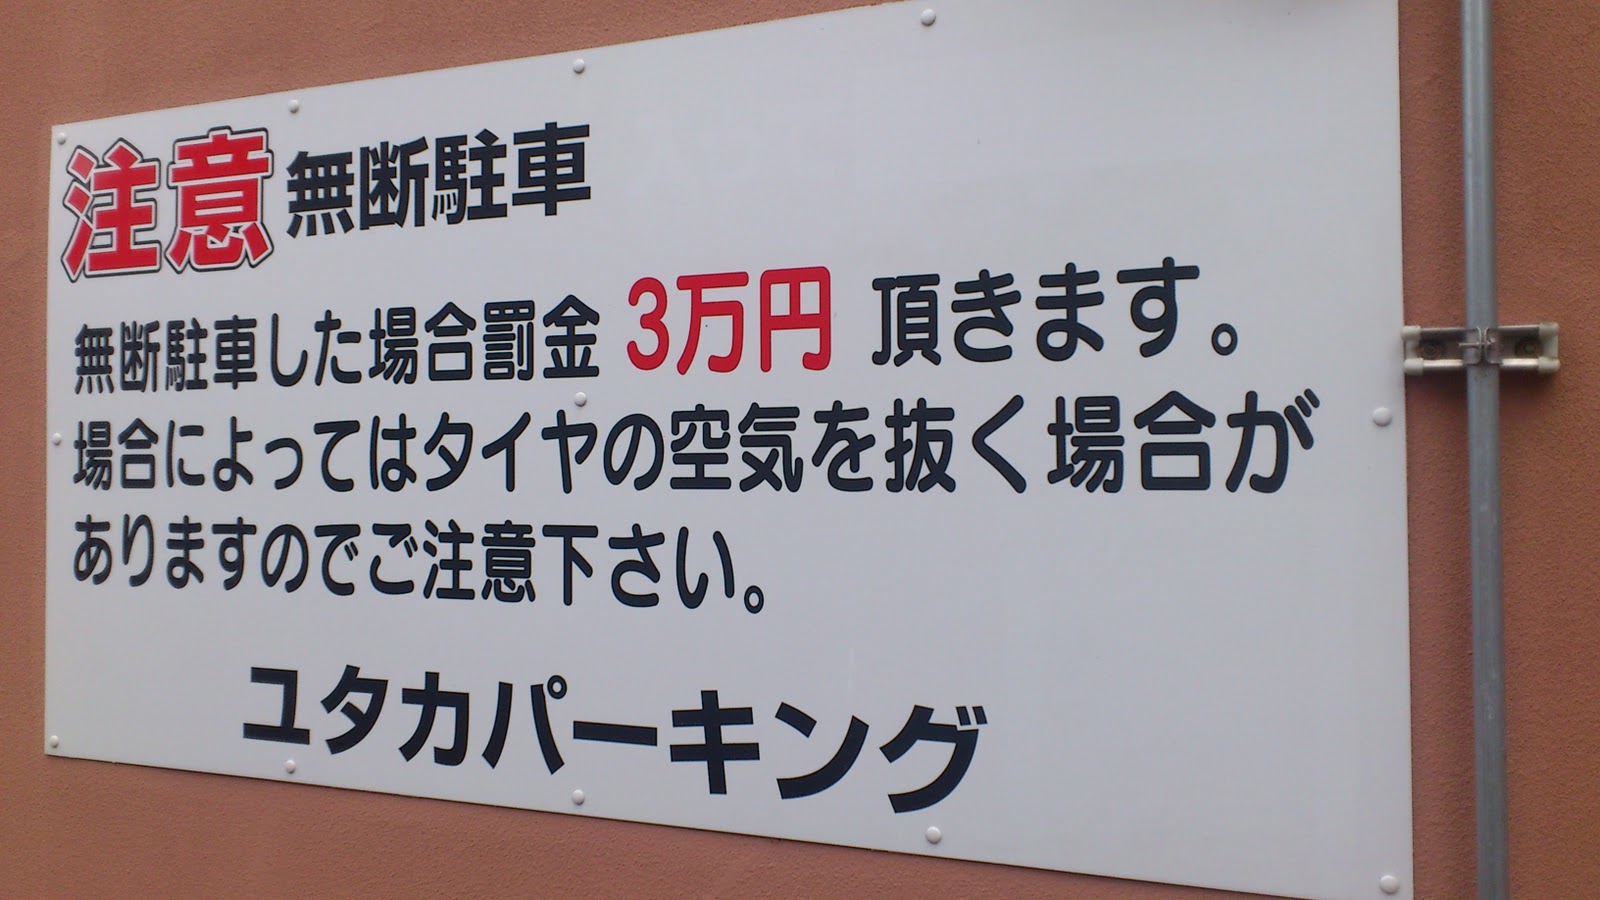 注意 無断駐車
無断駐車した場合罰金 3万円 頂きます。
場合によってはタイヤの空気を抜く場合が
ありますのでご注意下さい。
ユタカパーキング